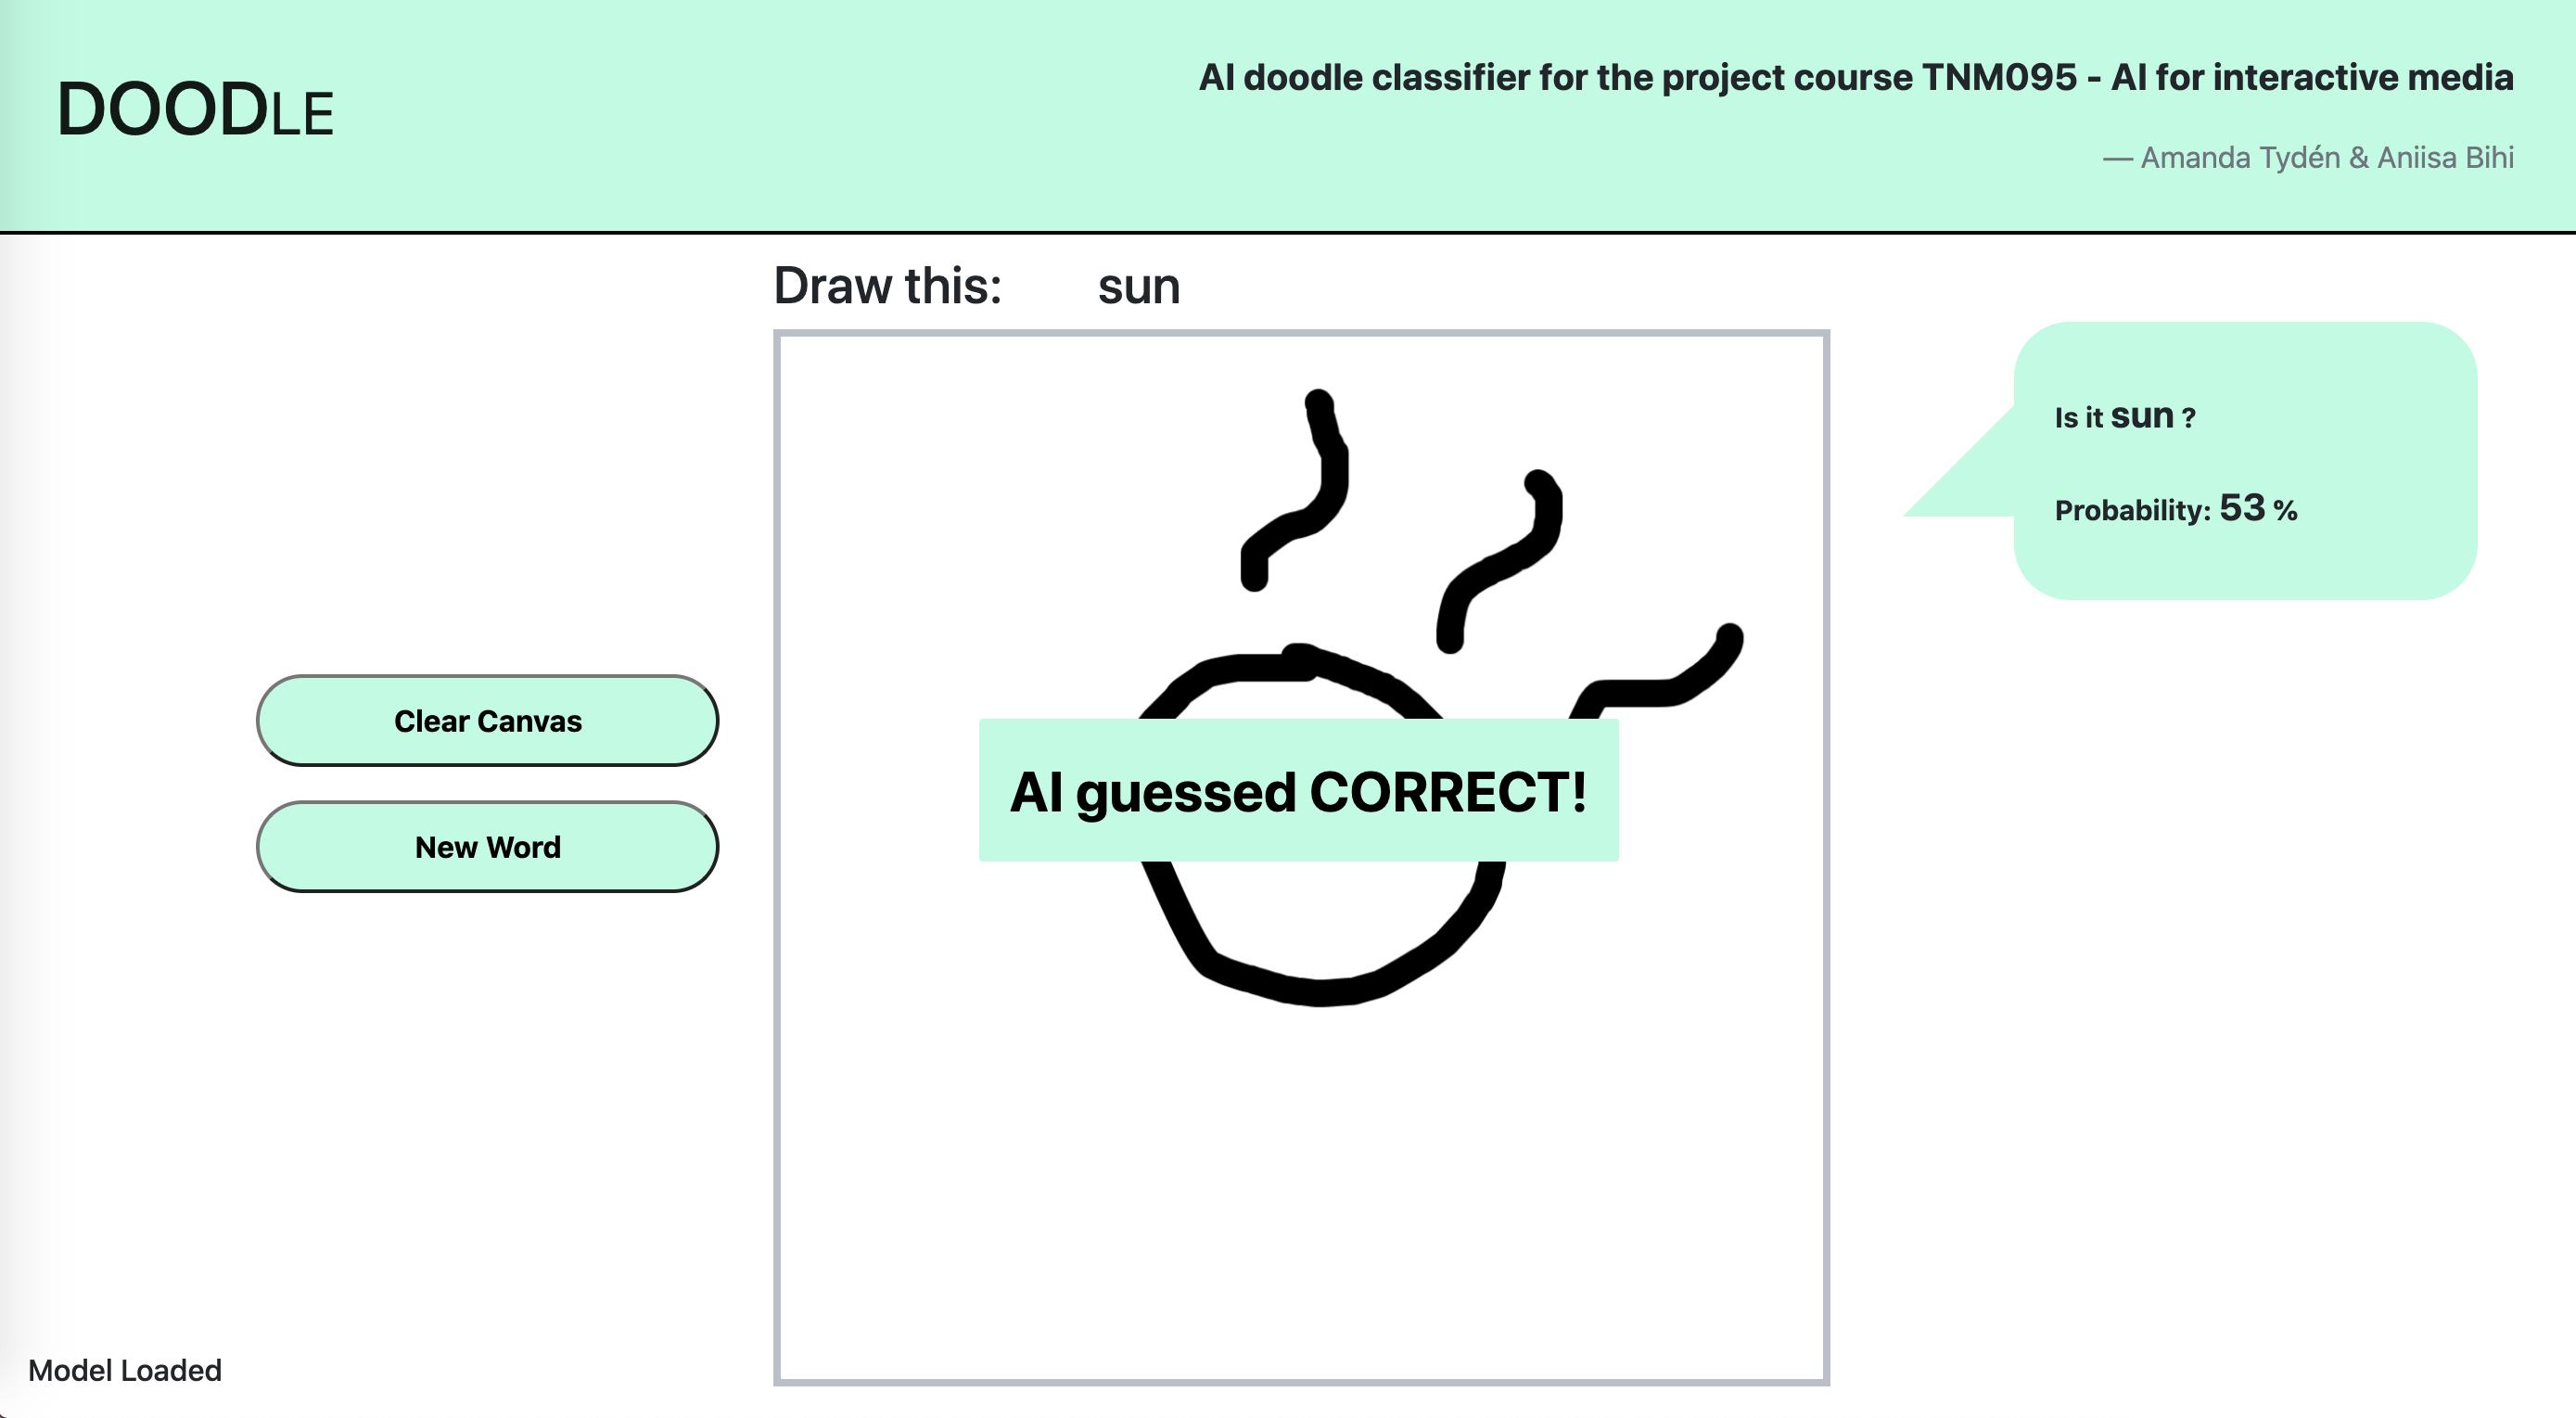 DOODLE
AI doodle classifier for the project course TNM095 - AI for interactive media
— Amanda Tydén & Aniisa Bihi
Draw this: sun
Is it sun ?
Probability: 53 %
Clear Canvas
AI guessed CORRECT!
New Word
Model Loaded